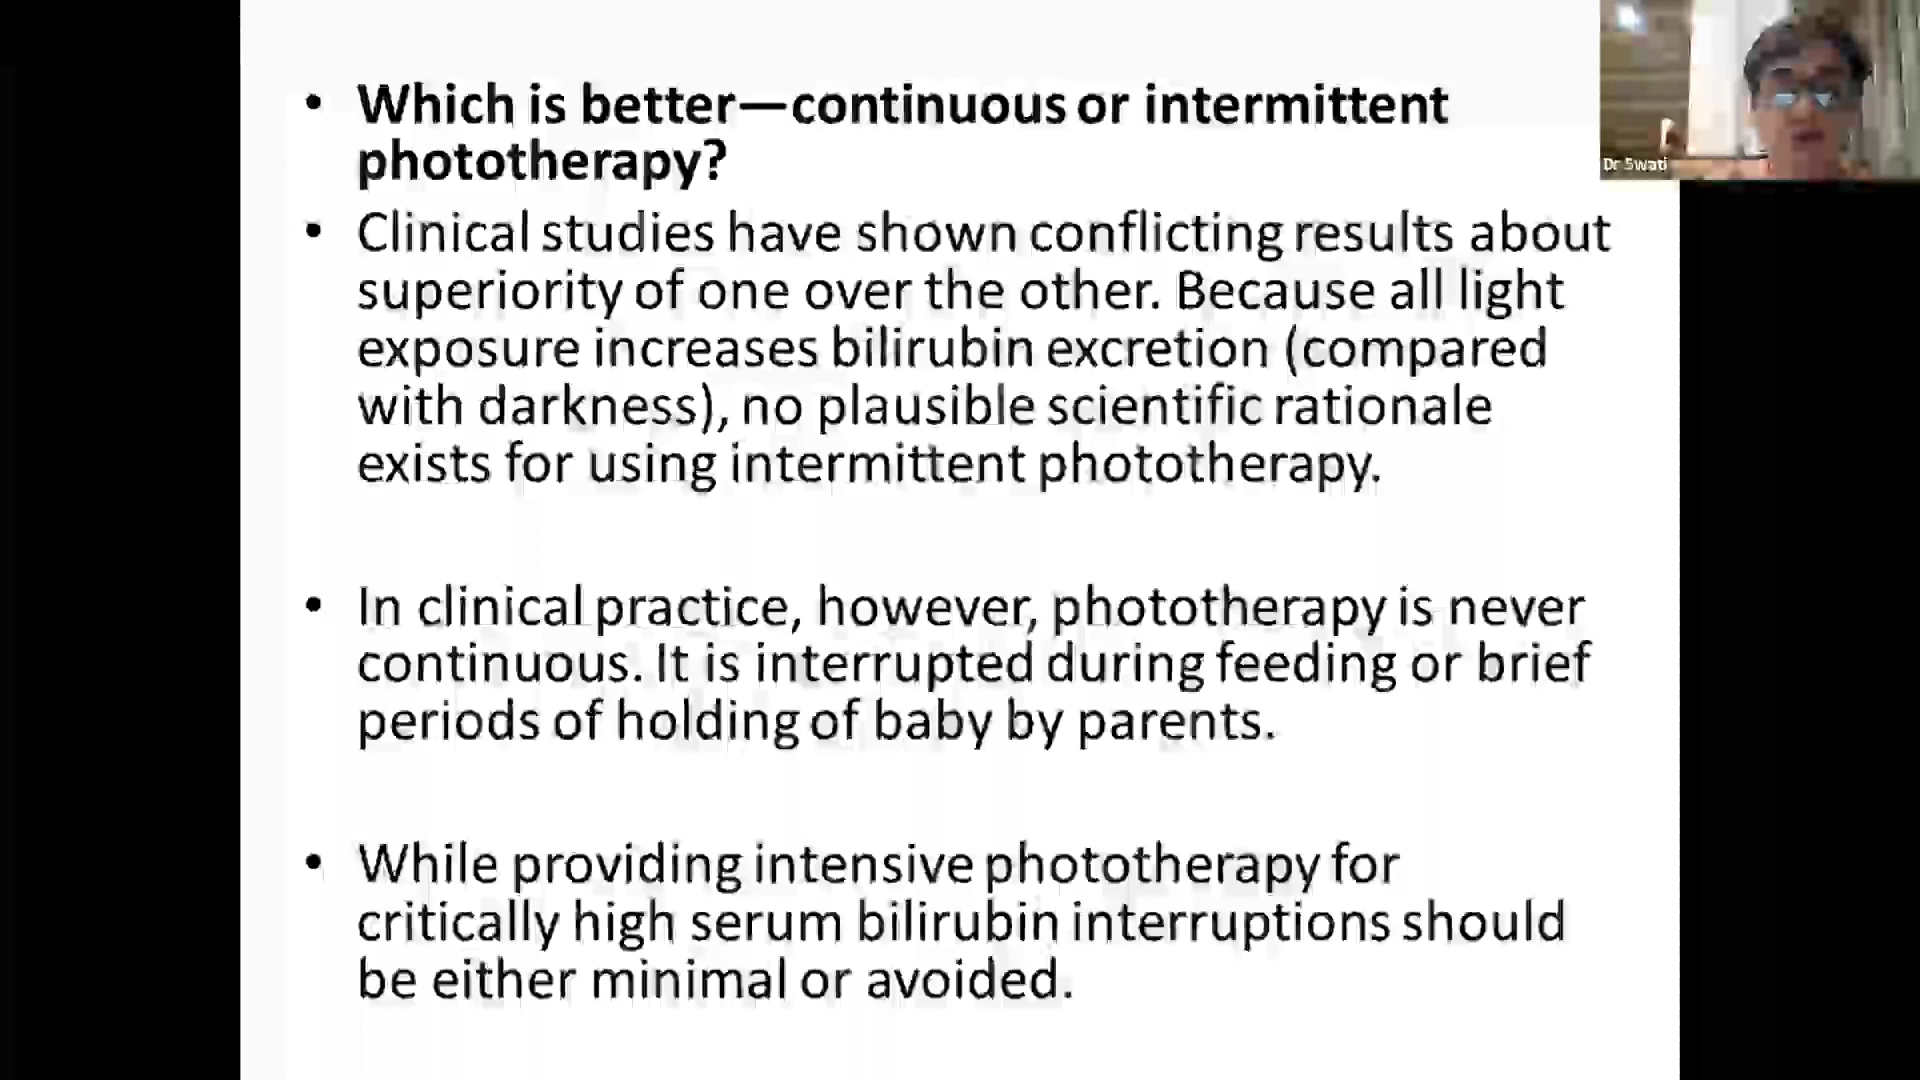 • Which is better—continuous or intermittent
phototherapy?
• Clinical studies have shown conflicting results about
superiority of one over the other. Because all light
exposure increases bilirubin excretion (compared
with darkness), no plausible scientific rationale
exists for using intermittent phototherapy.
• In clinical practice, however, phototherapy is never
continuous. It is interrupted during feeding or brief
periods of holding of baby by parents.
• While providing intensive phototherapy for
critically high serum bilirubin interruptions should
be either minimal or avoided.
Dr Swati